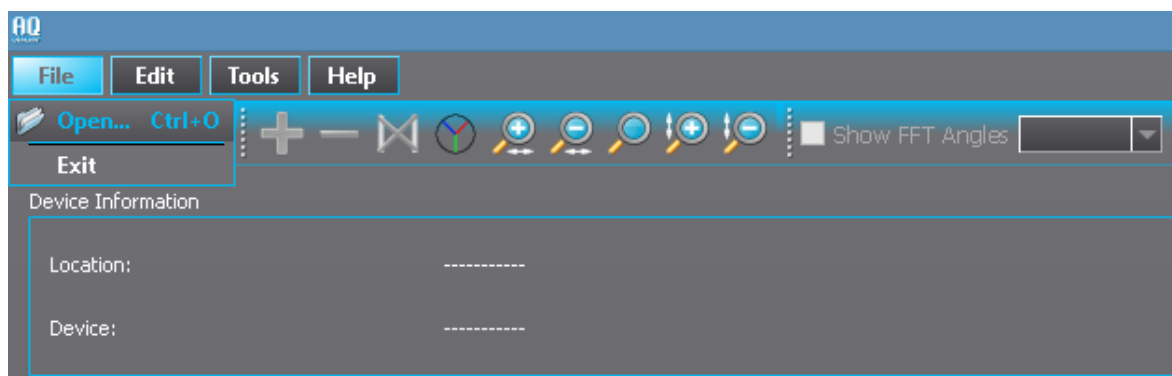 AQ
File Edit Tools Help
Open... Ctrl+O
Show FFT Angles
Exit
Device Information
Location: -----------
Device: -----------